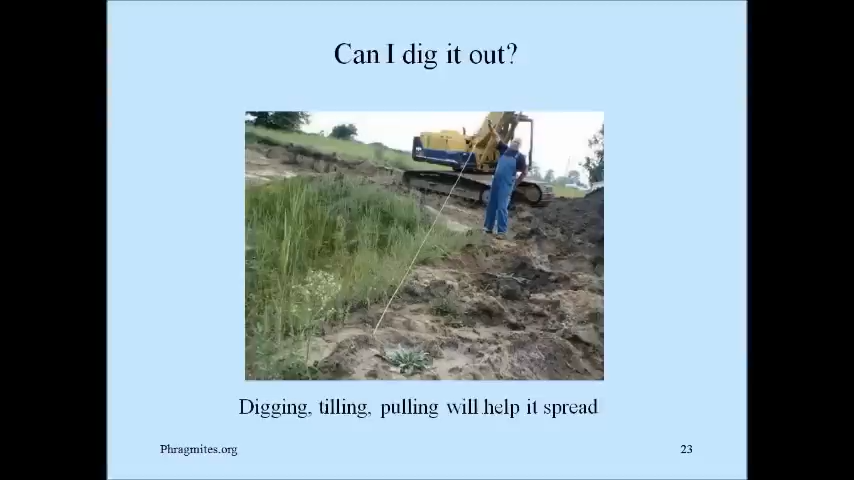 Can I dig it out?
Digging, tilling, pulling will help it spread
Phragmites.org
23